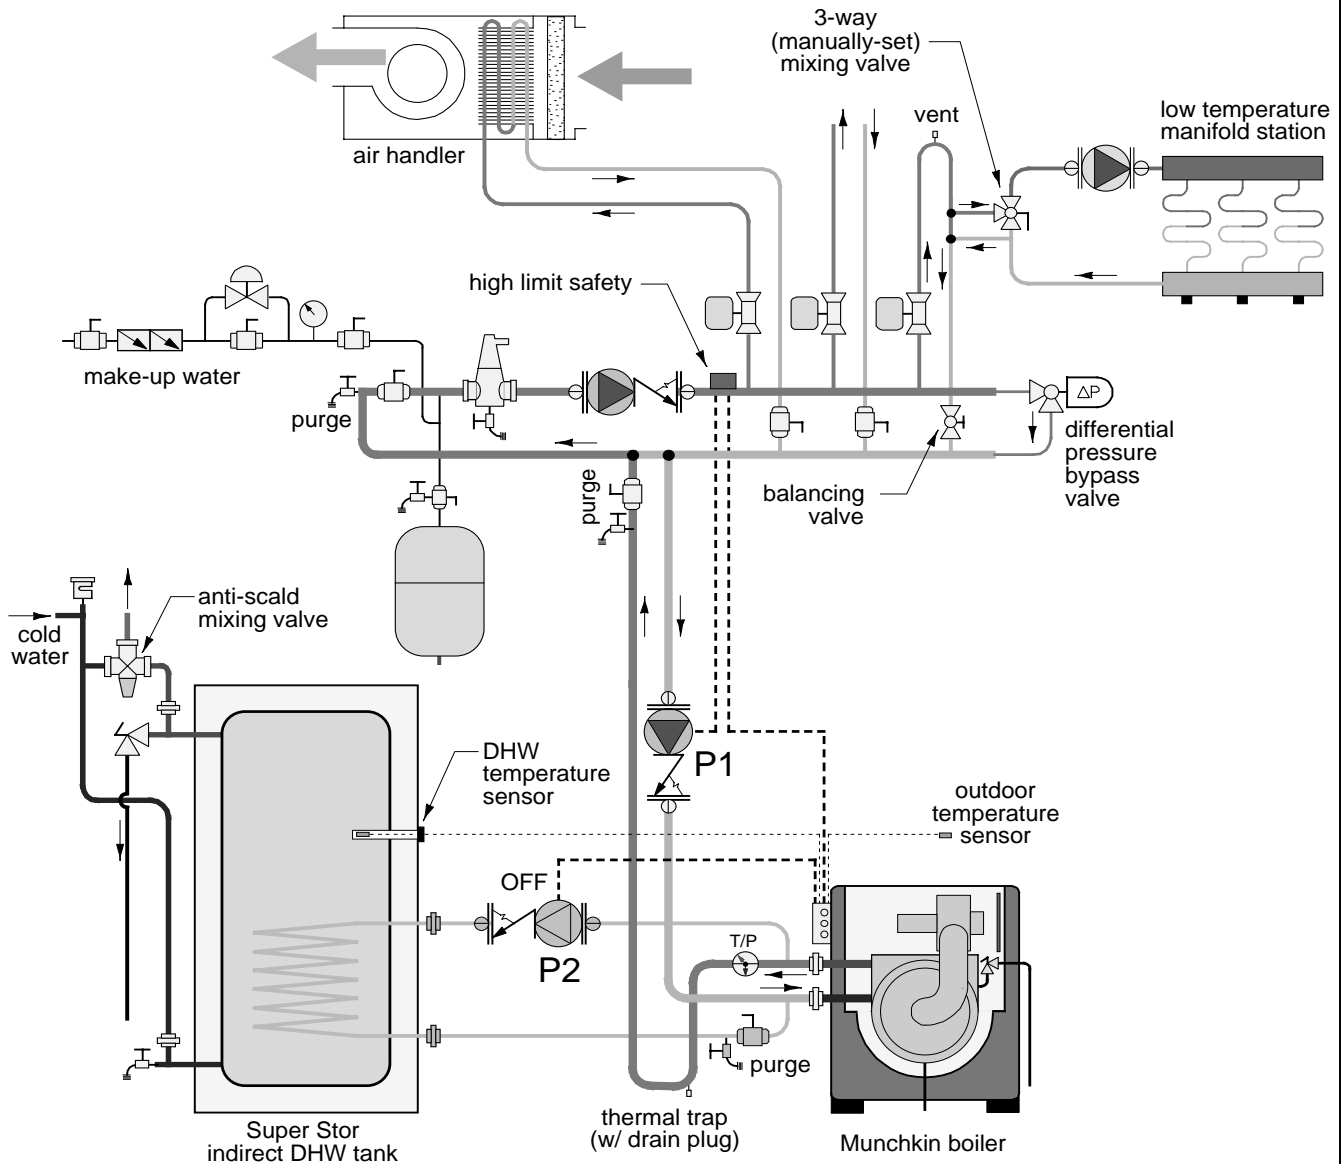 3-way
(manually-set)
mixing valve
air handler
vent
low temperature
manifold station
high limit safety
make-up water
purge
ΔP
differential
pressure
bypass
valve
balancing
valve
purge
anti-scald
mixing valve
cold
water
DHW
temperature
sensor
P1
outdoor
temperature
sensor
OFF
P2
T/P
purge
thermal trap
(w/ drain plug)
Super Stor
indirect DHW tank
Munchkin boiler